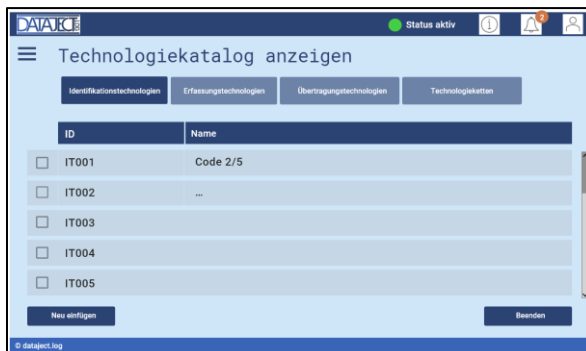 DATAJECT.LOG
Status aktiv
2
Technologiekatalog anzeigen
Identifikationstechnologien
Erfassungstechnologien
Übertragungstechnologien
Technologieketten
ID Name
IT001 Code 2/5
IT002 ...
IT003
IT004
IT005
Neu einfügen
Beenden
© dataject.log